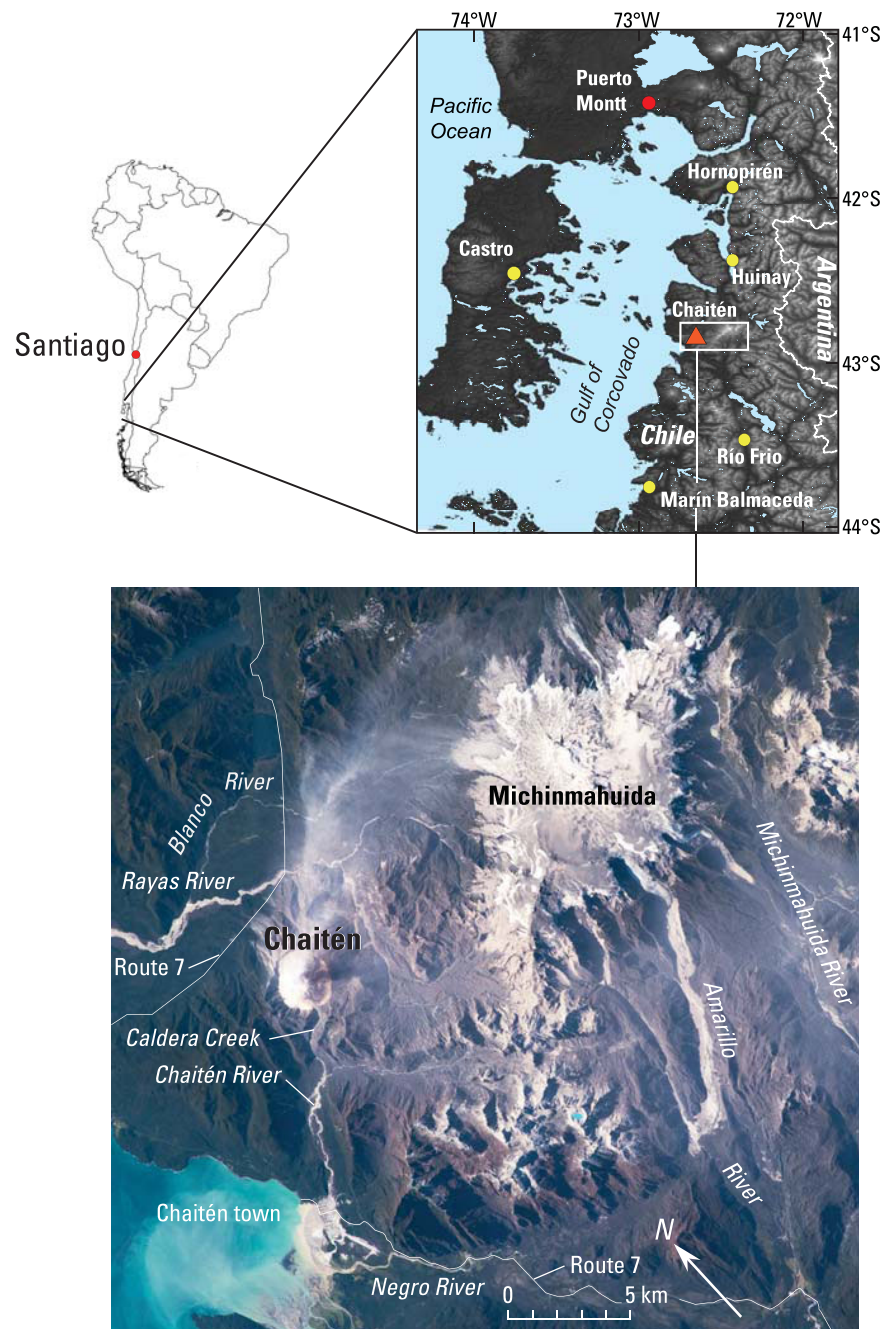 74°W
73°W
72°W
41°S
Puerto
Montt
Pacific
Ocean
Hornopirén
42°S
Castro
Huinay
Argentina
Chaitén
Santiago
43°S
Gulf of
Corcovado
Chile
Río Frio
Marín Balmaceda
44°S
Michinmahuida
Blanco River
Rayas River
Michinmahuida River
Chaitén
Route 7
Amarillo River
Caldera Creek
Chaitén River
Chaitén town
N
Route 7
Negro River
0 5 km